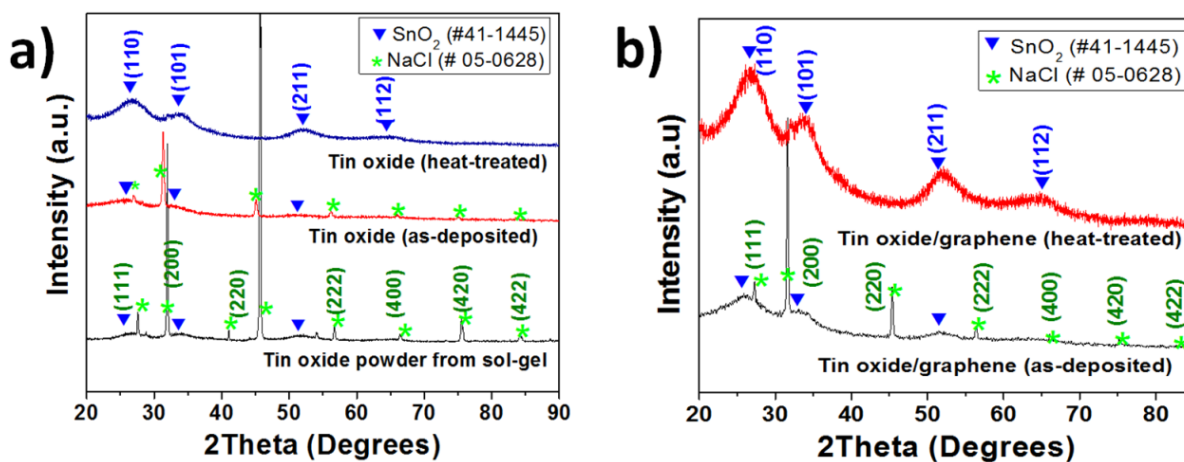 a)
SnO2 (#41-1445)
NaCl (# 05-0628)
(110)
(101)
(211)
(112)
Tin oxide (heat-treated)
Tin oxide (as-deposited)
(111)
(200)
(220)
(222)
(400)
(420)
(422)
Tin oxide powder from sol-gel
Intensity (a.u.)
20 30 40 50 60 70 80 90
2Theta (Degrees)
b)
SnO2 (#41-1445)
NaCl (# 05-0628)
(110)
(101)
(211)
(112)
Tin oxide/graphene (heat-treated)
(111)
(200)
(220)
(222)
(400)
(420)
(422)
Tin oxide/graphene (as-deposited)
Intensity (a.u)
20 30 40 50 60 70 80
2Theta (Degrees)